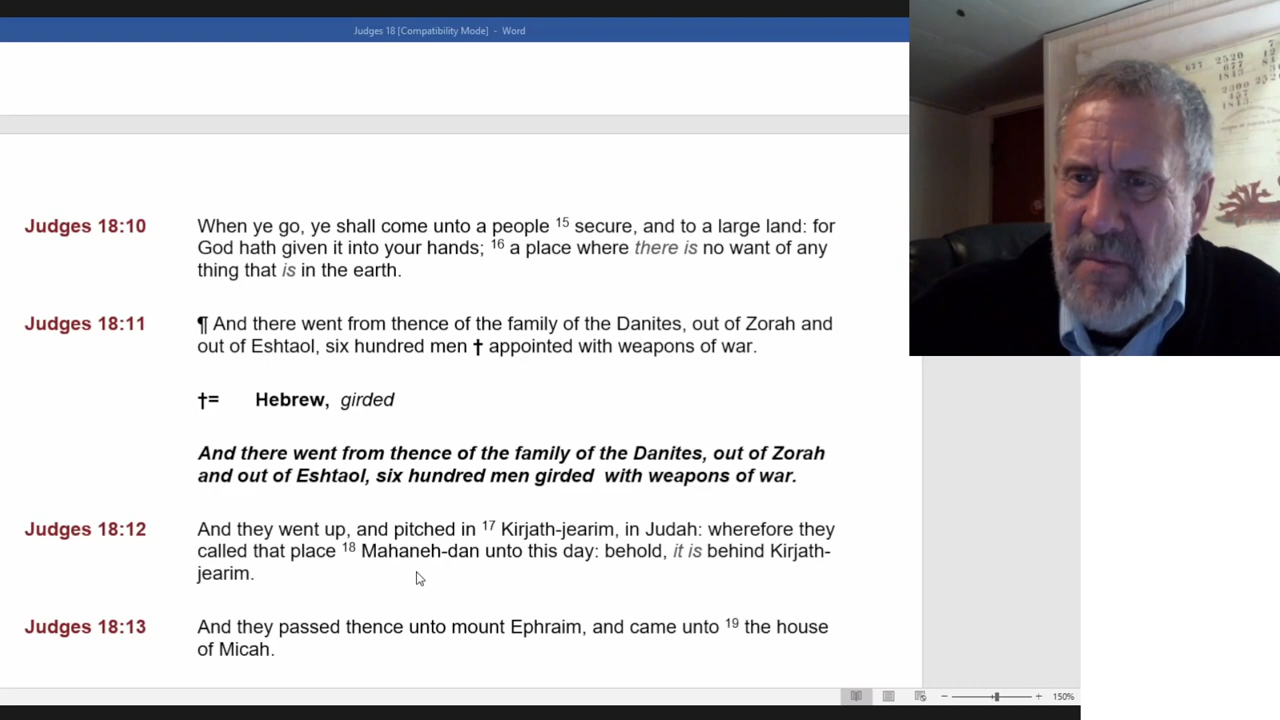 Judges 18 [Compatibility Mode] - Word
Judges 18:10
When ye go, ye shall come unto a people 15 secure, and to a large land: for
God hath given it into your hands; 16 a place where there is no want of any
thing that is in the earth.
Judges 18:11
¶ And there went from thence of the family of the Danites, out of Zorah and
out of Eshtaol, six hundred men † appointed with weapons of war.
†= Hebrew, girded
And there went from thence of the family of the Danites, out of Zorah
and out of Eshtaol, six hundred men girded with weapons of war.
Judges 18:12
And they went up, and pitched in 17 Kirjath-jearim, in Judah: wherefore they
called that place 18 Mahaneh-dan unto this day: behold, it is behind Kirjath-
jearim.
Judges 18:13
And they passed thence unto mount Ephraim, and came unto 19 the house
of Micah.
150%
677
2520
677
1843
2300
457
1843